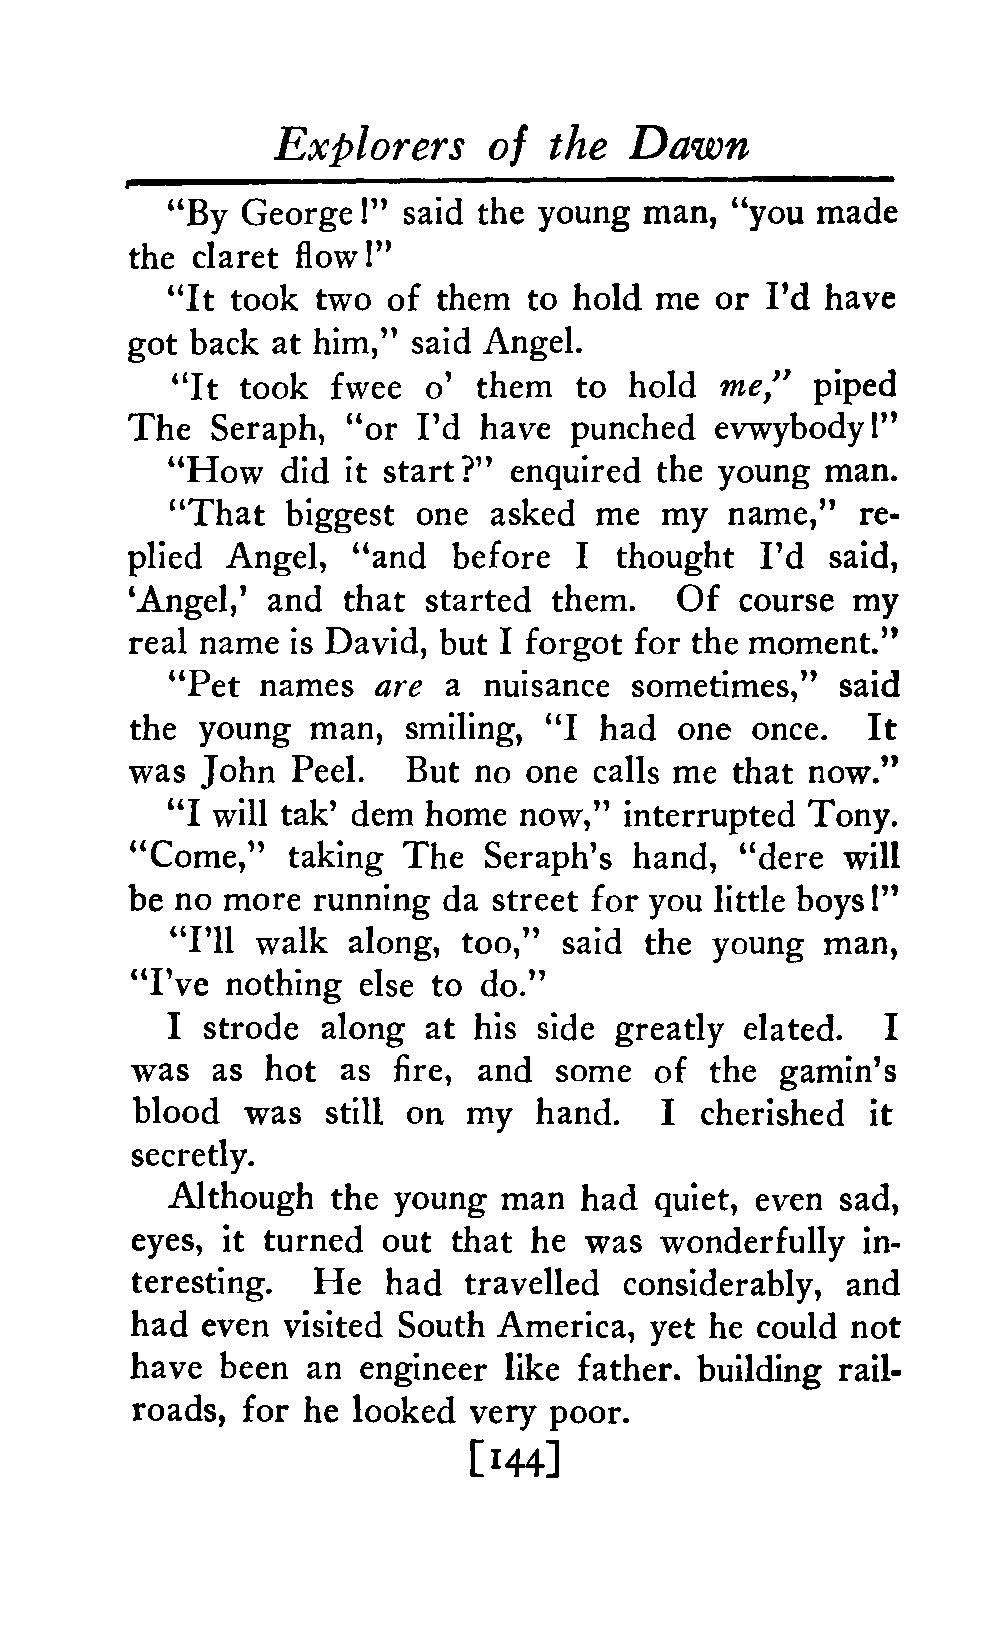 Explorers of the Dawn
“By George!” said the young man, “you made
the claret flow!”
“It took two of them to hold me or I’d have
got back at him,” said Angel.
“It took fwee o’ them to hold me,” piped
The Seraph, “or I’d have punched evwybody!”
“How did it start?” enquired the young man.
“That biggest one asked me my name,” re-
plied Angel, “and before I thought I’d said,
‘Angel,’ and that started them. Of course my
real name is David, but I forgot for the moment.”
“Pet names are a nuisance sometimes,” said
the young man, smiling, “I had one once. It
was John Peel. But no one calls me that now.”
“I will tak’ dem home now,” interrupted Tony.
“Come,” taking The Seraph’s hand, “dere will
be no more running da street for you little boys!”
“I’ll walk along, too,” said the young man,
“I’ve nothing else to do.”
I strode along at his side greatly elated. I
was as hot as fire, and some of the gamin’s
blood was still on my hand. I cherished it
secretly.
Although the young man had quiet, even sad,
eyes, it turned out that he was wonderfully in-
teresting. He had travelled considerably, and
had even visited South America, yet he could not
have been an engineer like father. building rail-
roads, for he looked very poor.
[144]